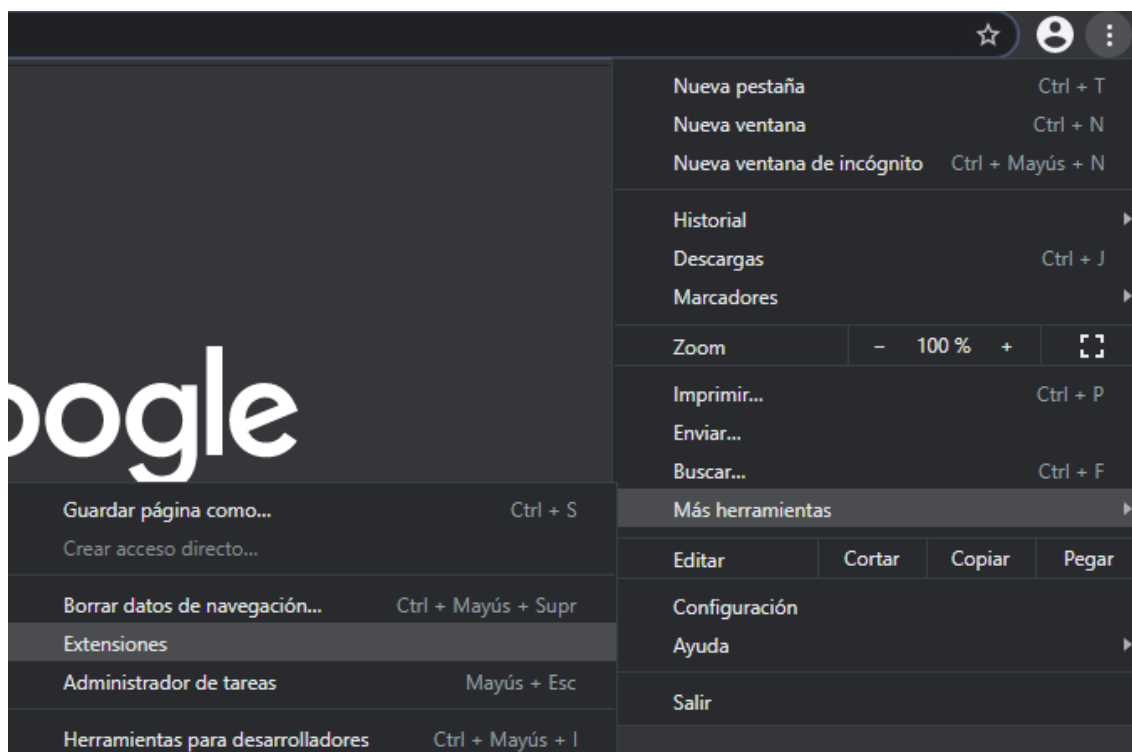 Nueva pestaña Ctrl + T
Nueva ventana Ctrl + N
Nueva ventana de incógnito Ctrl + Mayús + N
Historial
Descargas Ctrl + J
Marcadores
Zoom - 100 % +
Imprimir... Ctrl + P
Enviar...
Buscar... Ctrl + F
Más herramientas
Editar Cortar Copiar Pegar
Configuración
Ayuda
Salir
oogle
Guardar página como... Ctrl + S
Crear acceso directo...
Borrar datos de navegación... Ctrl + Mayús + Supr
Extensiones
Administrador de tareas Mayús + Esc
Herramientas para desarrolladores Ctrl + Mayús + I